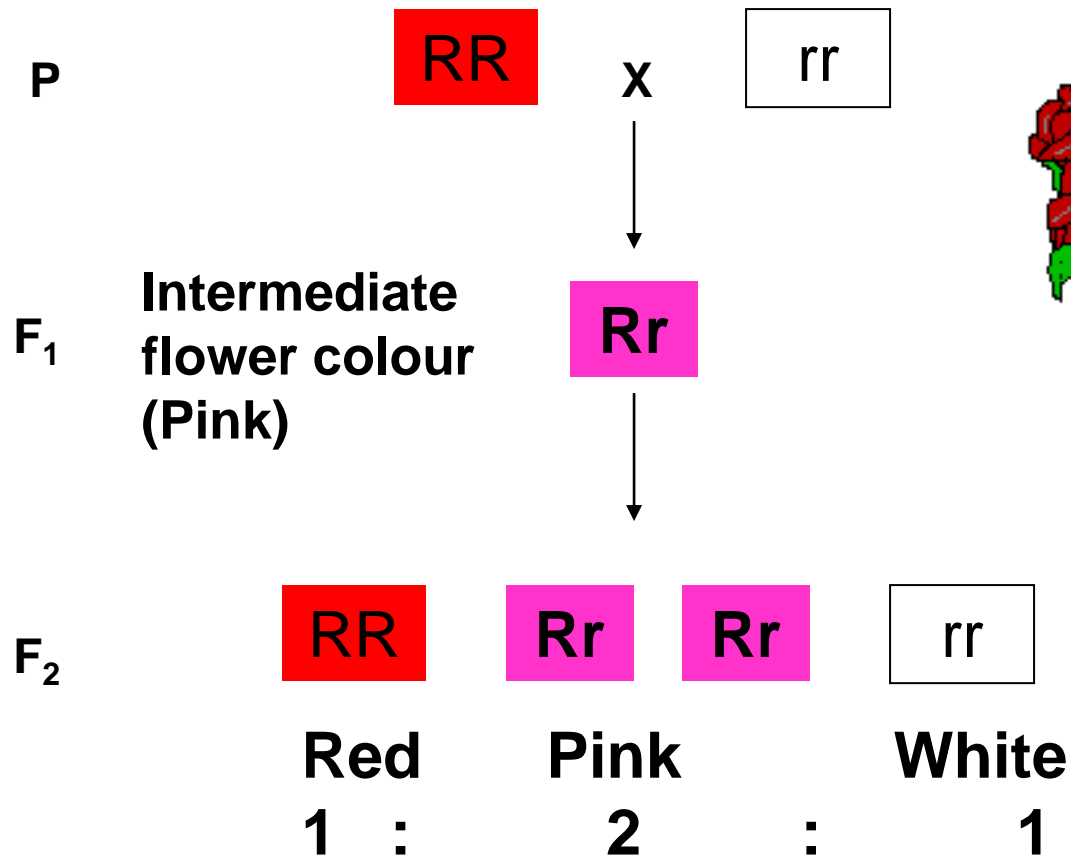 P RR X rr
F₁ Intermediate
flower colour
(Pink)
Rr
F₂ RR Rr Rr rr
Red Pink White
1 : 2 : 1